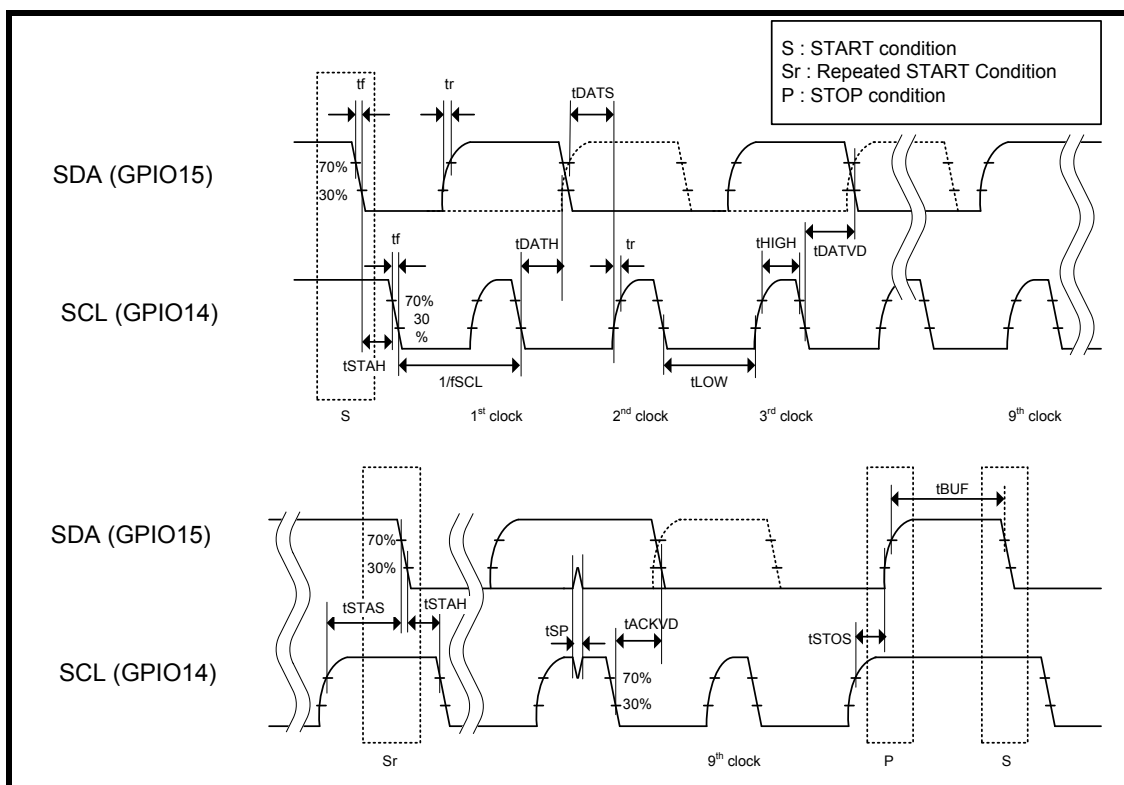 S : START condition
Sr : Repeated START Condition
P : STOP condition
tf
tr
tDATS
SDA (GPIO15)
70%
30%
tf
tDATH
tr
tHIGH
tDATVD
SCL (GPIO14)
70%
30
%
tSTAH
1/fSCL
tLOW
S
1st clock
2nd clock
3rd clock
9th clock
tBUF
SDA (GPIO15)
70%
30%
tSTAS
tSTAH
tSP
tACKVD
tSTOS
SCL (GPIO14)
70%
30%
Sr
9th clock
P
S